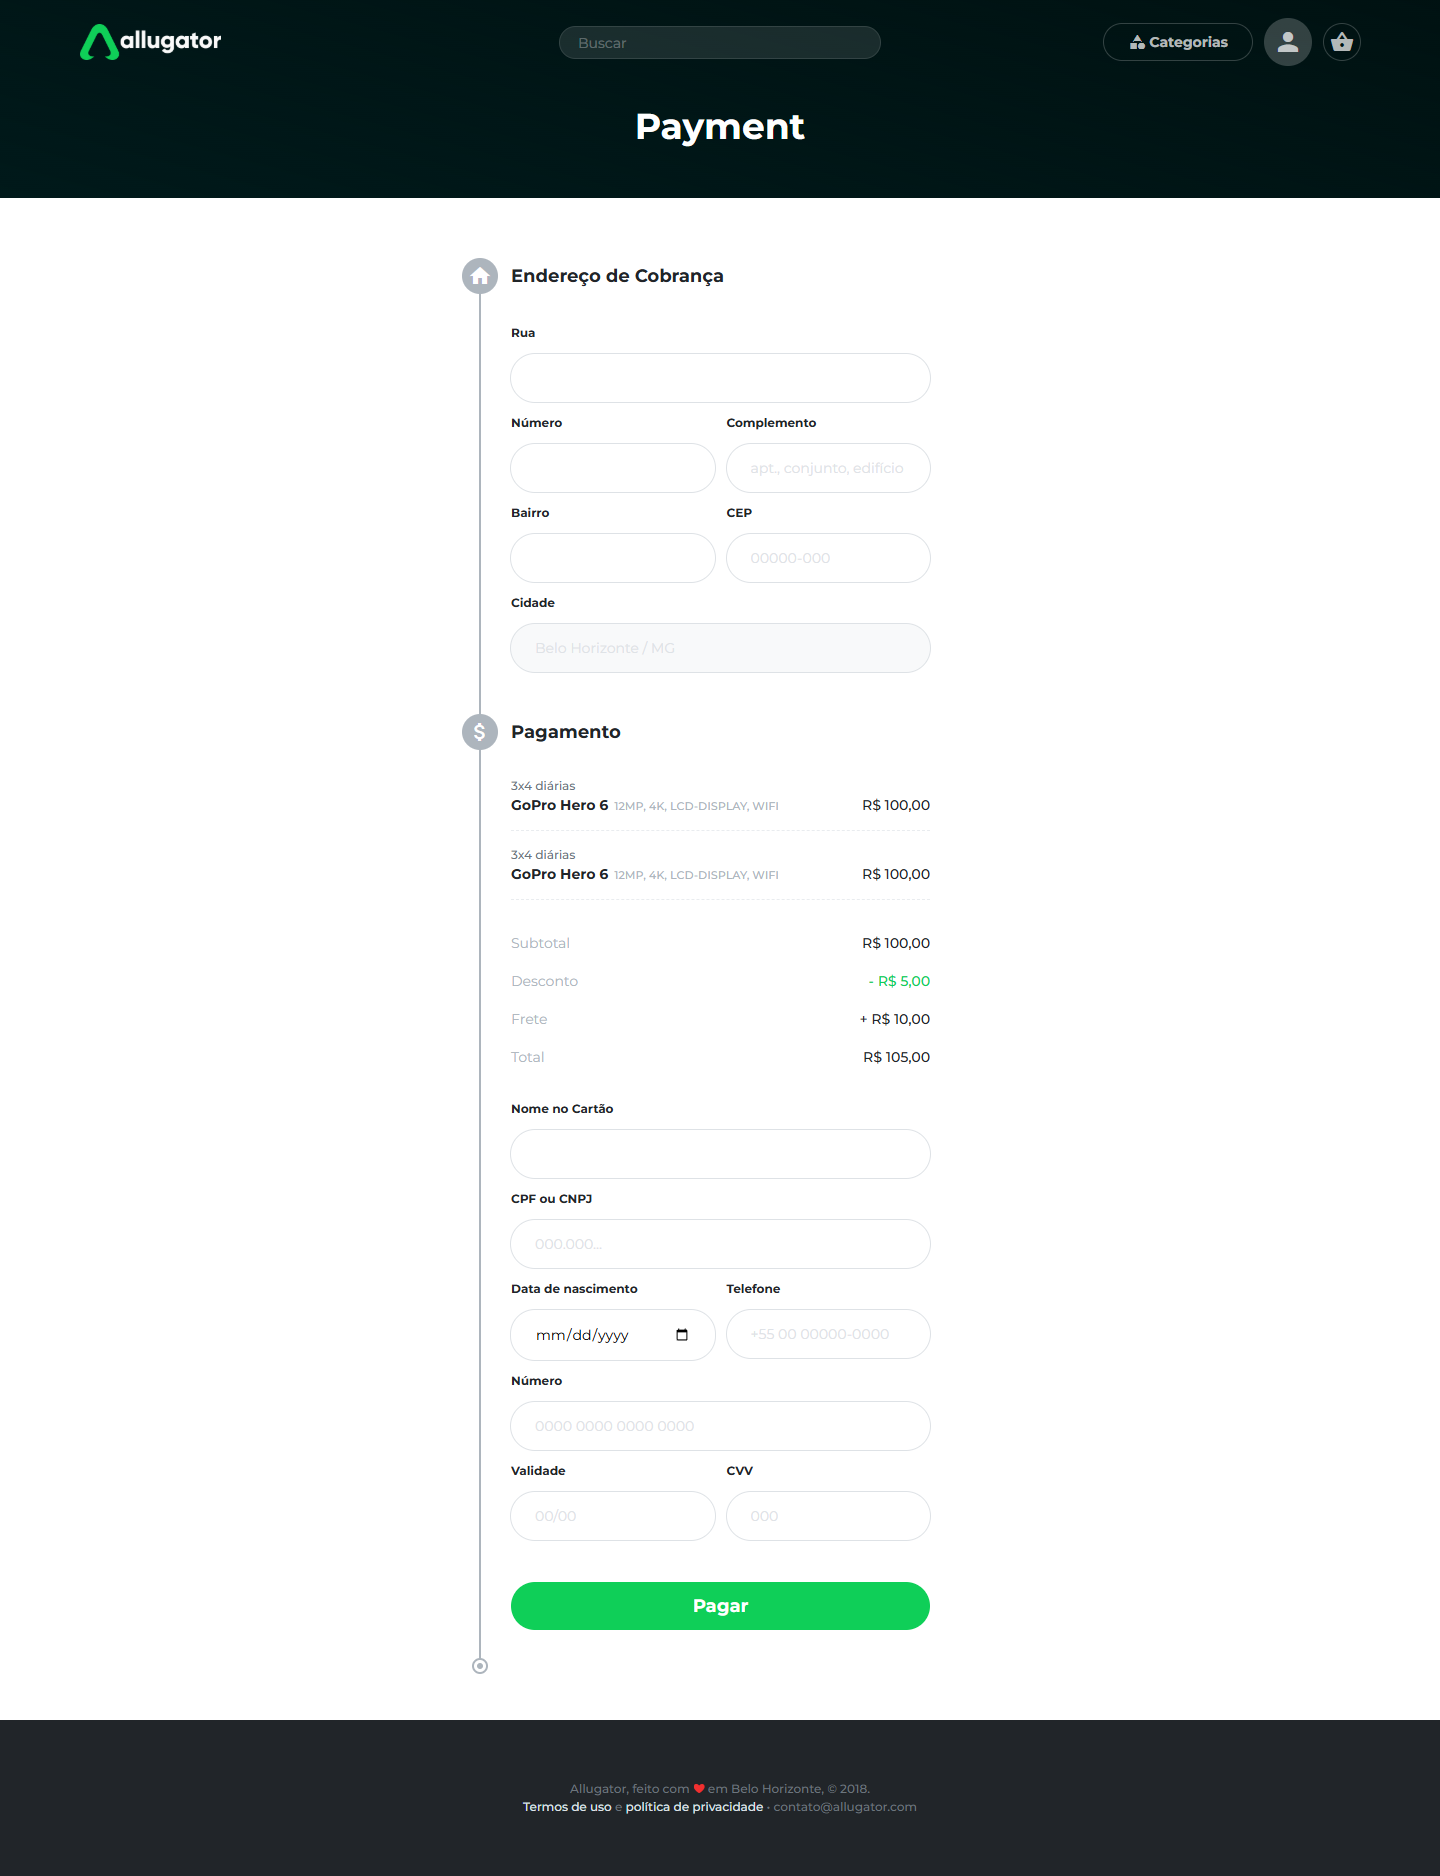 allugator
Buscar
Categorias
Payment
Endereço de Cobrança
Rua
Número Complemento
apt., conjunto, edifício
Bairro CEP
00000-000
Cidade
Belo Horizonte / MG
Pagamento
3x4 diárias
GoPro Hero 6 12MP, 4K, LCD-DISPLAY, WIFI R$ 100,00
3x4 diárias
GoPro Hero 6 12MP, 4K, LCD-DISPLAY, WIFI R$ 100,00
Subtotal R$ 100,00
Desconto - R$ 5,00
Frete + R$ 10,00
Total R$ 105,00
Nome no Cartão
CPF ou CNPJ
000.000...
Data de nascimento Telefone
mm/dd/yyyy +55 00 00000-0000
Número
0000 0000 0000 0000
Validade CVV
00/00 000
Pagar
Allugator, feito com ❤ em Belo Horizonte, © 2018.
Termos de uso e política de privacidade · contato@allugator.com